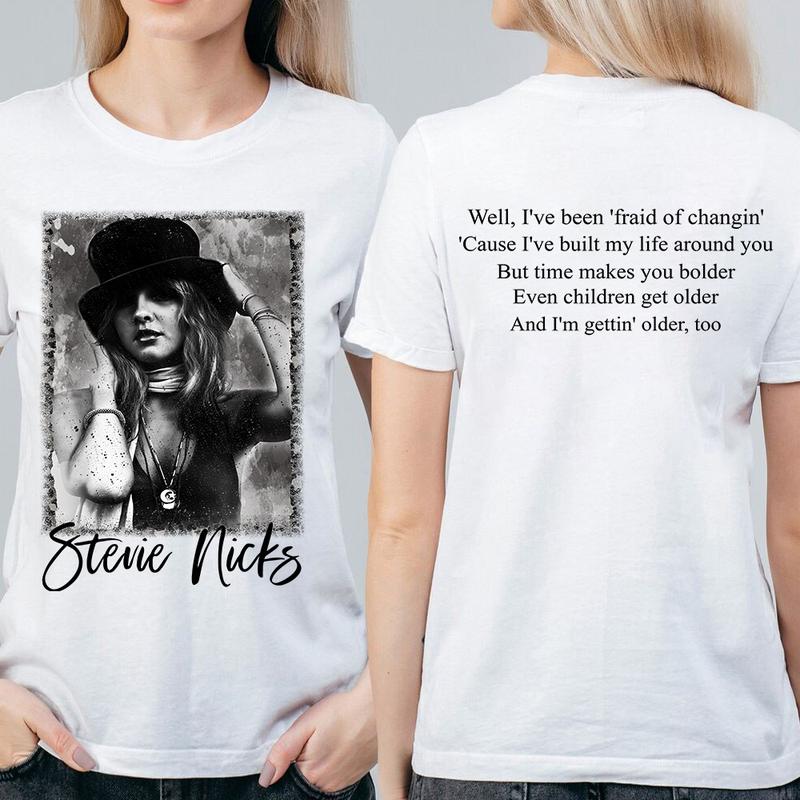 Stevie Nicks
Well, I've been 'fraid of changin'
'Cause I've built my life around you
But time makes you bolder
Even children get older
And I'm gettin' older, too